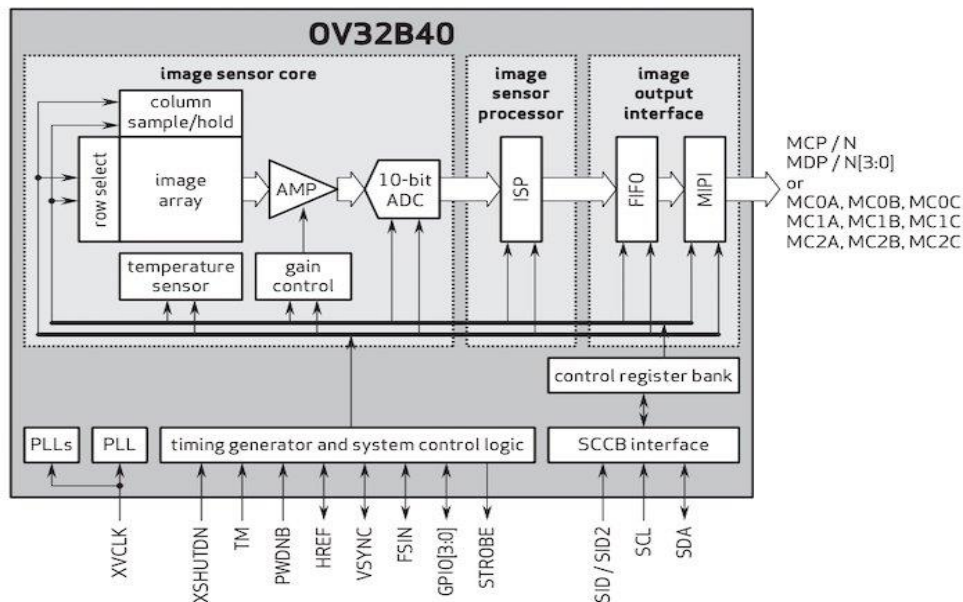 OV32B40
image sensor core
image
sensor
processor
image
output
interface
column
sample/hold
row select
image
array
AMP
10-bit
ADC
ISP
FIFO
MIPI
MCP / N
MDP / N[3:0]
or
MC0A, MC0B, MC0C
MC1A, MC1B, MC1C
MC2A, MC2B, MC2C
temperature
sensor
gain
control
control register bank
PLLs
PLL
timing generator and system control logic
SCCB interface
XVCLK
XSHUTDN
TM
PWDNB
HREF
VSYNC
FSIN
GPIO[3:0]
STROBE
SID / SID2
SCL
SDA